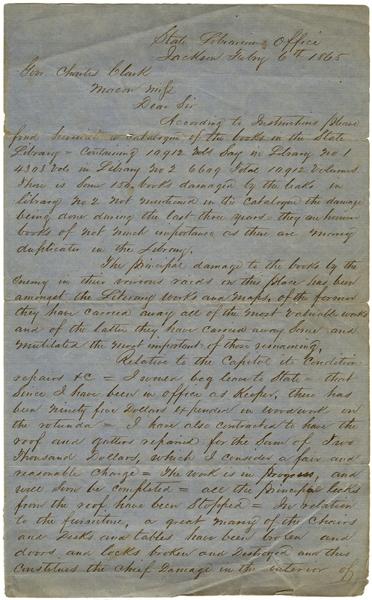 State Librarians Office
Jackson Feby 6th 1865
Gov. Charles Clark
Macon Miss
Dear Sir
According to Instructions please
find herewith a catalogue of the books in the State
Library = Containing 10912 Vols Say in Library No 1
4303 Vols in Library No 2 6609 Total 10912 Volumes.
There is some 150 books damaged by the leaks in
Library No 2 Not mentioned in the Catalogue the damage
being done during the last three years = they are
books of not much importance as there are many
duplicates in the Library.
The Principal damage to the books by the
Enemy in their various raids on this place has been
amongst the Literary works and Maps, of the former
they have carried away all of the most valuable works
and of the latter they have carried away some and
Mutilated the most important of those remaining.
Relative to the Capitol its Condition
repairs &C = I would beg leave to State = that
Since I have been in office as Keeper, there has
been Ninety five Dollars expended in woodwork on
the rotunda = I have also contracted to have the
roof and gutters repaired for the Sum of Two
Thousand Dollars, which I consider a fair and
reasonable Charge = The work is in progress, and
will soon be completed = all the principal leaks
from the roof have been Stopped = In relation
to the furniture, a great many of the Chairs
and Desks and tables have been broken and
doors, and locks broken and Destroyed and this
Constitutes the chief Damage in the interior of